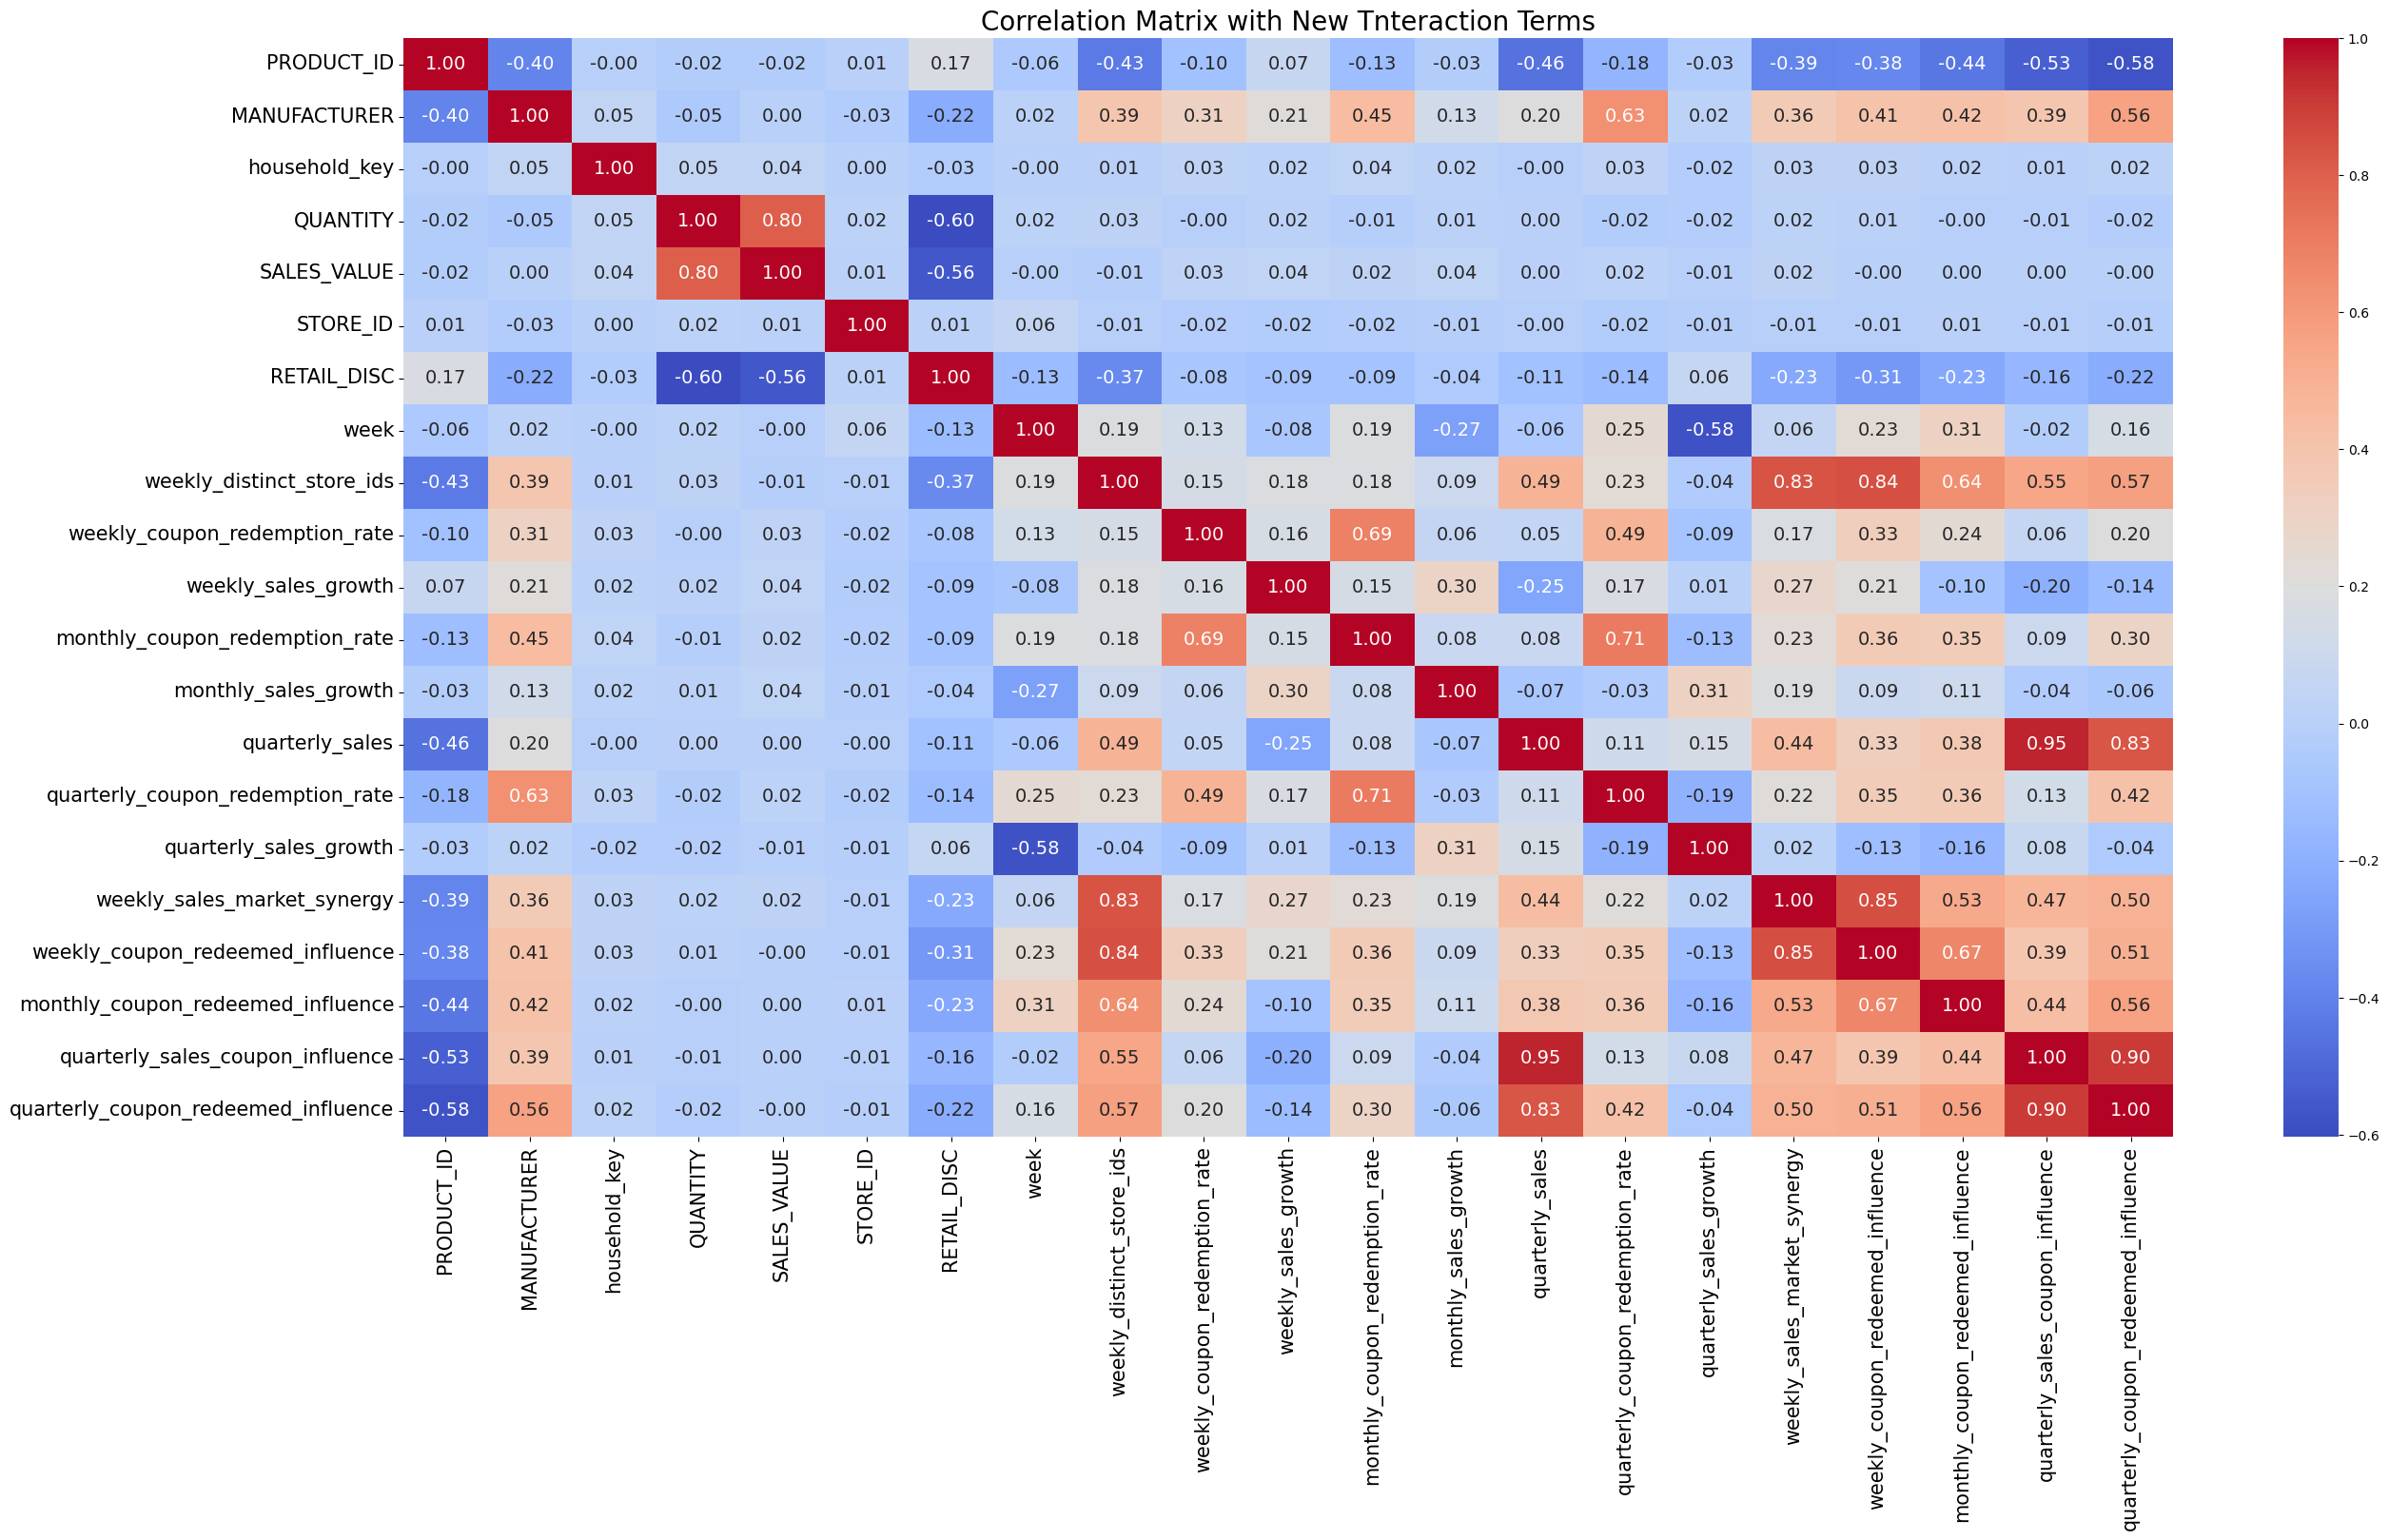 Correlation Matrix with New Tnteraction Terms
PRODUCT_ID 1.00 -0.40 -0.00 -0.02 -0.02 0.01 0.17 -0.06 -0.43 -0.10 0.07 -0.13 -0.03 -0.46 -0.18 -0.03 -0.39 -0.38 -0.44 -0.53 -0.58
MANUFACTURER -0.40 1.00 0.05 -0.05 0.00 -0.03 -0.22 0.02 0.39 0.31 0.21 0.45 0.13 0.20 0.63 0.02 0.36 0.41 0.42 0.39 0.56
household_key -0.00 0.05 1.00 0.05 0.04 0.00 -0.03 -0.00 0.01 0.03 0.02 0.04 0.02 -0.00 0.03 -0.02 0.03 0.03 0.02 0.01 0.02
QUANTITY -0.02 -0.05 0.05 1.00 0.80 0.02 -0.60 0.02 0.03 -0.00 0.02 -0.01 0.01 0.00 -0.02 -0.02 0.02 0.01 -0.00 -0.01 -0.02
SALES_VALUE -0.02 0.00 0.04 0.80 1.00 0.01 -0.56 -0.00 -0.01 0.03 0.04 0.02 0.04 0.00 0.02 -0.01 0.02 -0.00 0.00 0.00 -0.00
STORE_ID 0.01 -0.03 0.00 0.02 0.01 1.00 0.01 0.06 -0.01 -0.02 -0.02 -0.02 -0.01 -0.00 -0.02 -0.01 -0.01 -0.01 0.01 -0.01 -0.01
RETAIL_DISC 0.17 -0.22 -0.03 -0.60 -0.56 0.01 1.00 -0.13 -0.37 -0.08 -0.09 -0.09 -0.04 -0.11 -0.14 0.06 -0.23 -0.31 -0.23 -0.16 -0.22
week -0.06 0.02 -0.00 0.02 -0.00 0.06 -0.13 1.00 0.19 0.13 -0.08 0.19 -0.27 -0.06 0.25 -0.58 0.06 0.23 0.31 -0.02 0.16
weekly_distinct_store_ids -0.43 0.39 0.01 0.03 -0.01 -0.01 -0.37 0.19 1.00 0.15 0.18 0.18 0.09 0.49 0.23 -0.04 0.83 0.84 0.64 0.55 0.57
weekly_coupon_redemption_rate -0.10 0.31 0.03 -0.00 0.03 -0.02 -0.08 0.13 0.15 1.00 0.16 0.69 0.06 0.05 0.49 -0.09 0.17 0.33 0.24 0.06 0.20
weekly_sales_growth 0.07 0.21 0.02 0.02 0.04 -0.02 -0.09 -0.08 0.18 0.16 1.00 0.15 0.30 -0.25 0.17 0.01 0.27 0.21 -0.10 -0.20 -0.14
monthly_coupon_redemption_rate -0.13 0.45 0.04 -0.01 0.02 -0.02 -0.09 0.19 0.18 0.69 0.15 1.00 0.08 0.08 0.71 -0.13 0.23 0.36 0.35 0.09 0.30
monthly_sales_growth -0.03 0.13 0.02 0.01 0.04 -0.01 -0.04 -0.27 0.09 0.06 0.30 0.08 1.00 -0.07 -0.03 0.31 0.19 0.09 0.11 -0.04 -0.06
quarterly_sales -0.46 0.20 -0.00 0.00 0.00 -0.00 -0.11 -0.06 0.49 0.05 -0.25 0.08 -0.07 1.00 0.11 0.15 0.44 0.33 0.38 0.95 0.83
quarterly_coupon_redemption_rate -0.18 0.63 0.03 -0.02 0.02 -0.02 -0.14 0.25 0.23 0.49 0.17 0.71 -0.03 0.11 1.00 -0.19 0.22 0.35 0.36 0.13 0.42
quarterly_sales_growth -0.03 0.02 -0.02 -0.02 -0.01 -0.01 0.06 -0.58 -0.04 -0.09 0.01 -0.13 0.31 0.15 -0.19 1.00 0.02 -0.13 -0.16 0.08 -0.04
weekly_sales_market_synergy -0.39 0.36 0.03 0.02 0.02 -0.01 -0.23 0.06 0.83 0.17 0.27 0.23 0.19 0.44 0.22 0.02 1.00 0.85 0.53 0.47 0.50
weekly_coupon_redeemed_influence -0.38 0.41 0.03 0.01 -0.00 -0.01 -0.31 0.23 0.84 0.33 0.21 0.36 0.09 0.33 0.35 -0.13 0.85 1.00 0.67 0.39 0.51
monthly_coupon_redeemed_influence -0.44 0.42 0.02 -0.00 0.00 0.01 -0.23 0.31 0.64 0.24 -0.10 0.35 0.11 0.38 0.36 -0.16 0.53 0.67 1.00 0.44 0.56
quarterly_sales_coupon_influence -0.53 0.39 0.01 -0.01 0.00 -0.01 -0.16 -0.02 0.55 0.06 -0.20 0.09 -0.04 0.95 0.13 0.08 0.47 0.39 0.44 1.00 0.90
quarterly_coupon_redeemed_influence -0.58 0.56 0.02 -0.02 -0.00 -0.01 -0.22 0.16 0.57 0.20 -0.14 0.30 -0.06 0.83 0.42 -0.04 0.50 0.51 0.56 0.90 1.00
PRODUCT_ID
MANUFACTURER
household_key
QUANTITY
SALES_VALUE
STORE_ID
RETAIL_DISC
week
weekly_distinct_store_ids
weekly_coupon_redemption_rate
weekly_sales_growth
monthly_coupon_redemption_rate
monthly_sales_growth
quarterly_sales
quarterly_coupon_redemption_rate
quarterly_sales_growth
weekly_sales_market_synergy
weekly_coupon_redeemed_influence
monthly_coupon_redeemed_influence
quarterly_sales_coupon_influence
quarterly_coupon_redeemed_influence
1.0
0.8
0.6
0.4
0.2
0.0
−0.2
−0.4
−0.6